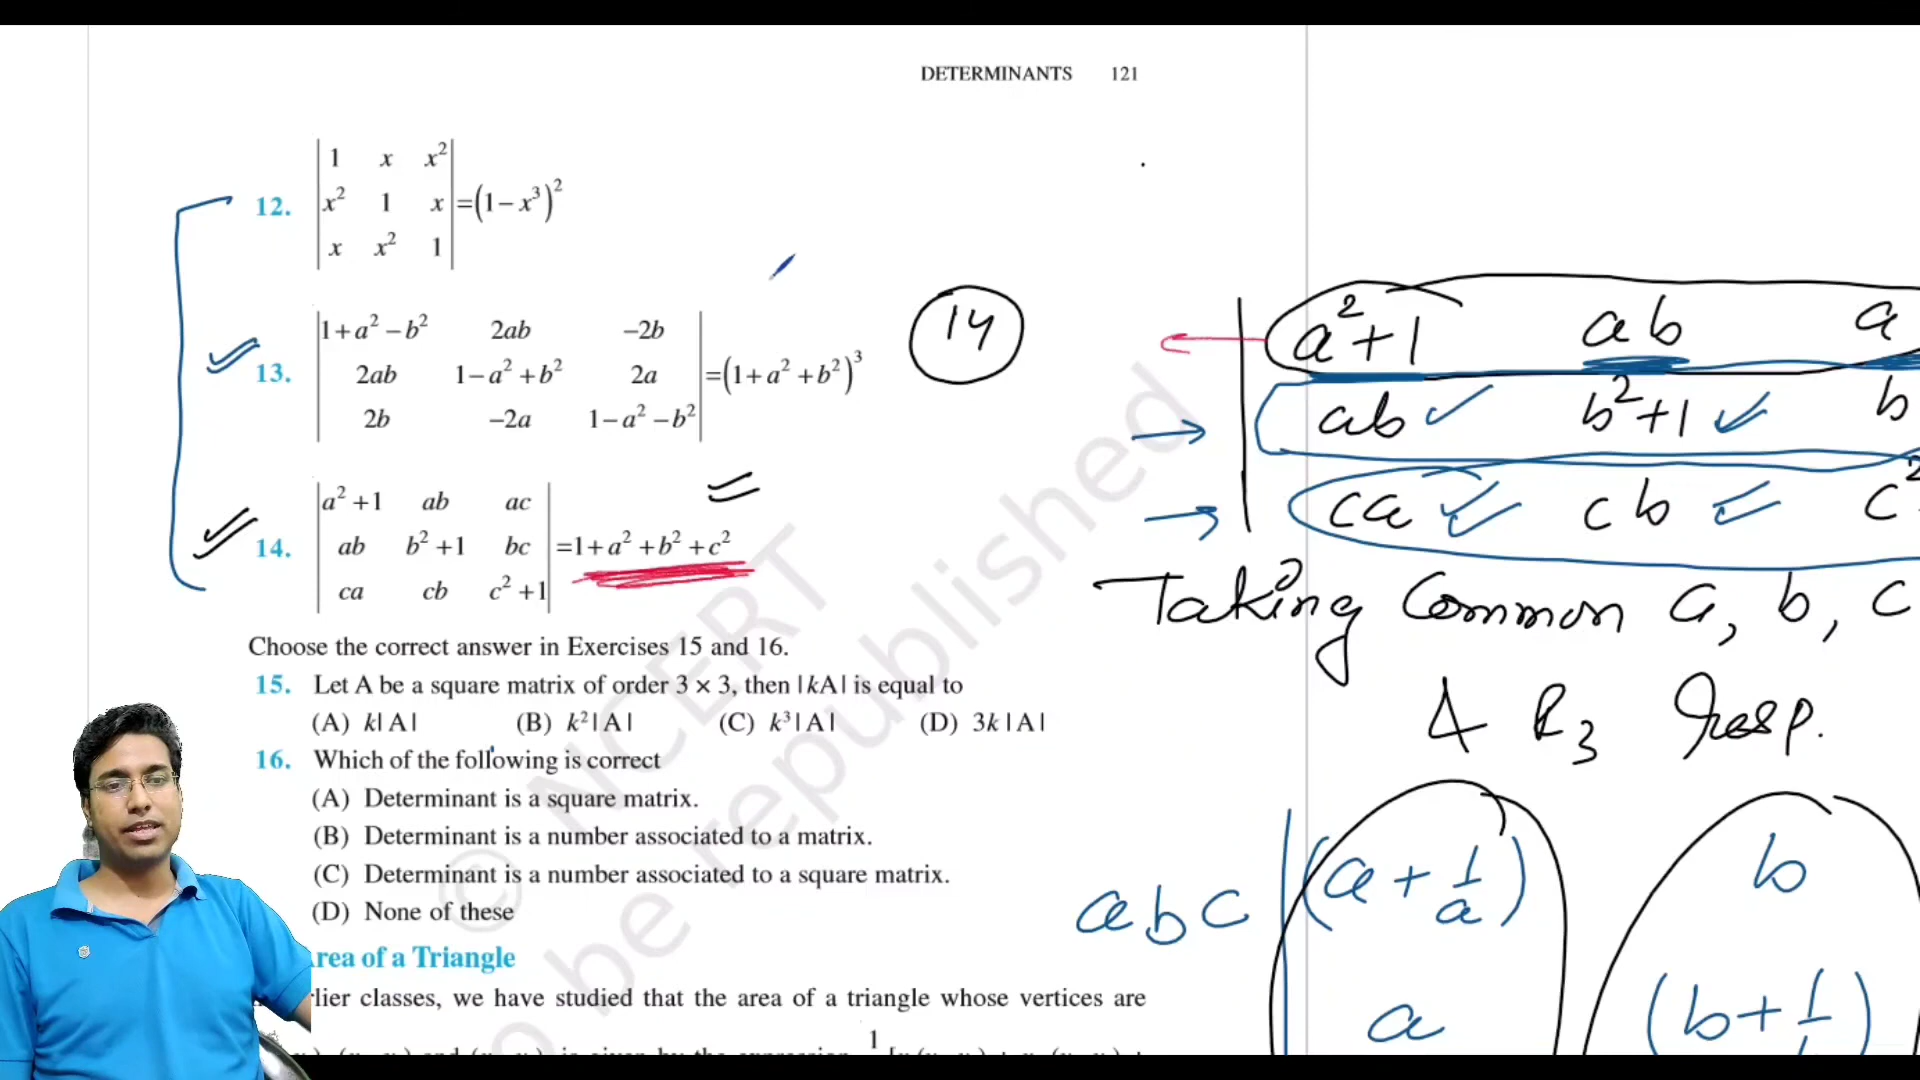 DETERMINANTS 121
12. | 1 x x² |
| x² 1 x | = (1 − x³)²
| x x² 1 |
13. | 1 + a² − b² 2ab −2b |
| 2ab 1 − a² + b² 2a | = (1 + a² + b²)³
| 2b −2a 1 − a² − b² |
14. | a² + 1 ab ac |
| ab b² + 1 bc | = 1 + a² + b² + c²
| ca cb c² + 1 |
Choose the correct answer in Exercises 15 and 16.
15. Let A be a square matrix of order 3 × 3, then |kA| is equal to
(A) k|A| (B) k²|A| (C) k³|A| (D) 3k|A|
16. Which of the following is correct
(A) Determinant is a square matrix.
(B) Determinant is a number associated to a matrix.
(C) Determinant is a number associated to a square matrix.
(D) None of these
rea of a Triangle
lier classes, we have studied that the area of a triangle whose vertices are
1
© NCERT
o be republished
14
a²+1 ab a
ab b²+1 b
ca cb c²
Taking Common a, b, c
& R₃ resp.
abc | (a + 1/a) b
a (b + 1/